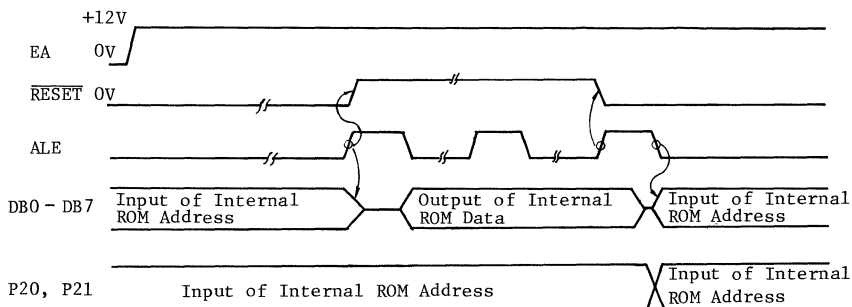 +12V
EA 0V
RESET 0V
ALE
DB0 - DB7
Input of Internal
ROM Address
Output of Internal
ROM Data
Input of Internal
ROM Address
P20, P21
Input of Internal ROM Address
Input of Internal
ROM Address